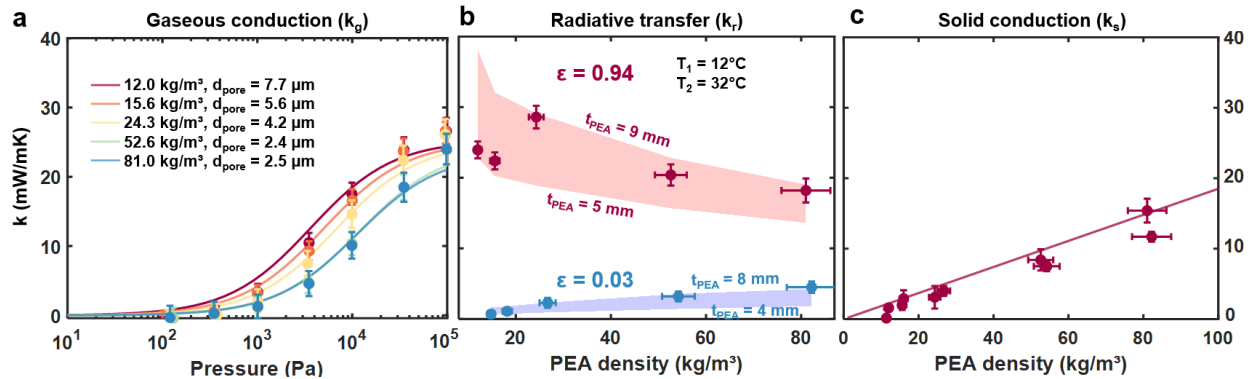 a
Gaseous conduction (kg)
40
30
20
10
0
k (mW/mK)
12.0 kg/m³, dpore = 7.7 μm
15.6 kg/m³, dpore = 5.6 μm
24.3 kg/m³, dpore = 4.2 μm
52.6 kg/m³, dpore = 2.4 μm
81.0 kg/m³, dpore = 2.5 μm
10¹ 10² 10³ 10⁴ 10⁵
Pressure (Pa)
b
Radiative transfer (kr)
ε = 0.94
T1 = 12°C
T2 = 32°C
tPEA = 9 mm
tPEA = 5 mm
ε = 0.03
tPEA = 8 mm
tPEA = 4 mm
20 40 60 80
PEA density (kg/m³)
c
Solid conduction (ks)
40
30
20
10
0
0 20 40 60 80 100
PEA density (kg/m³)